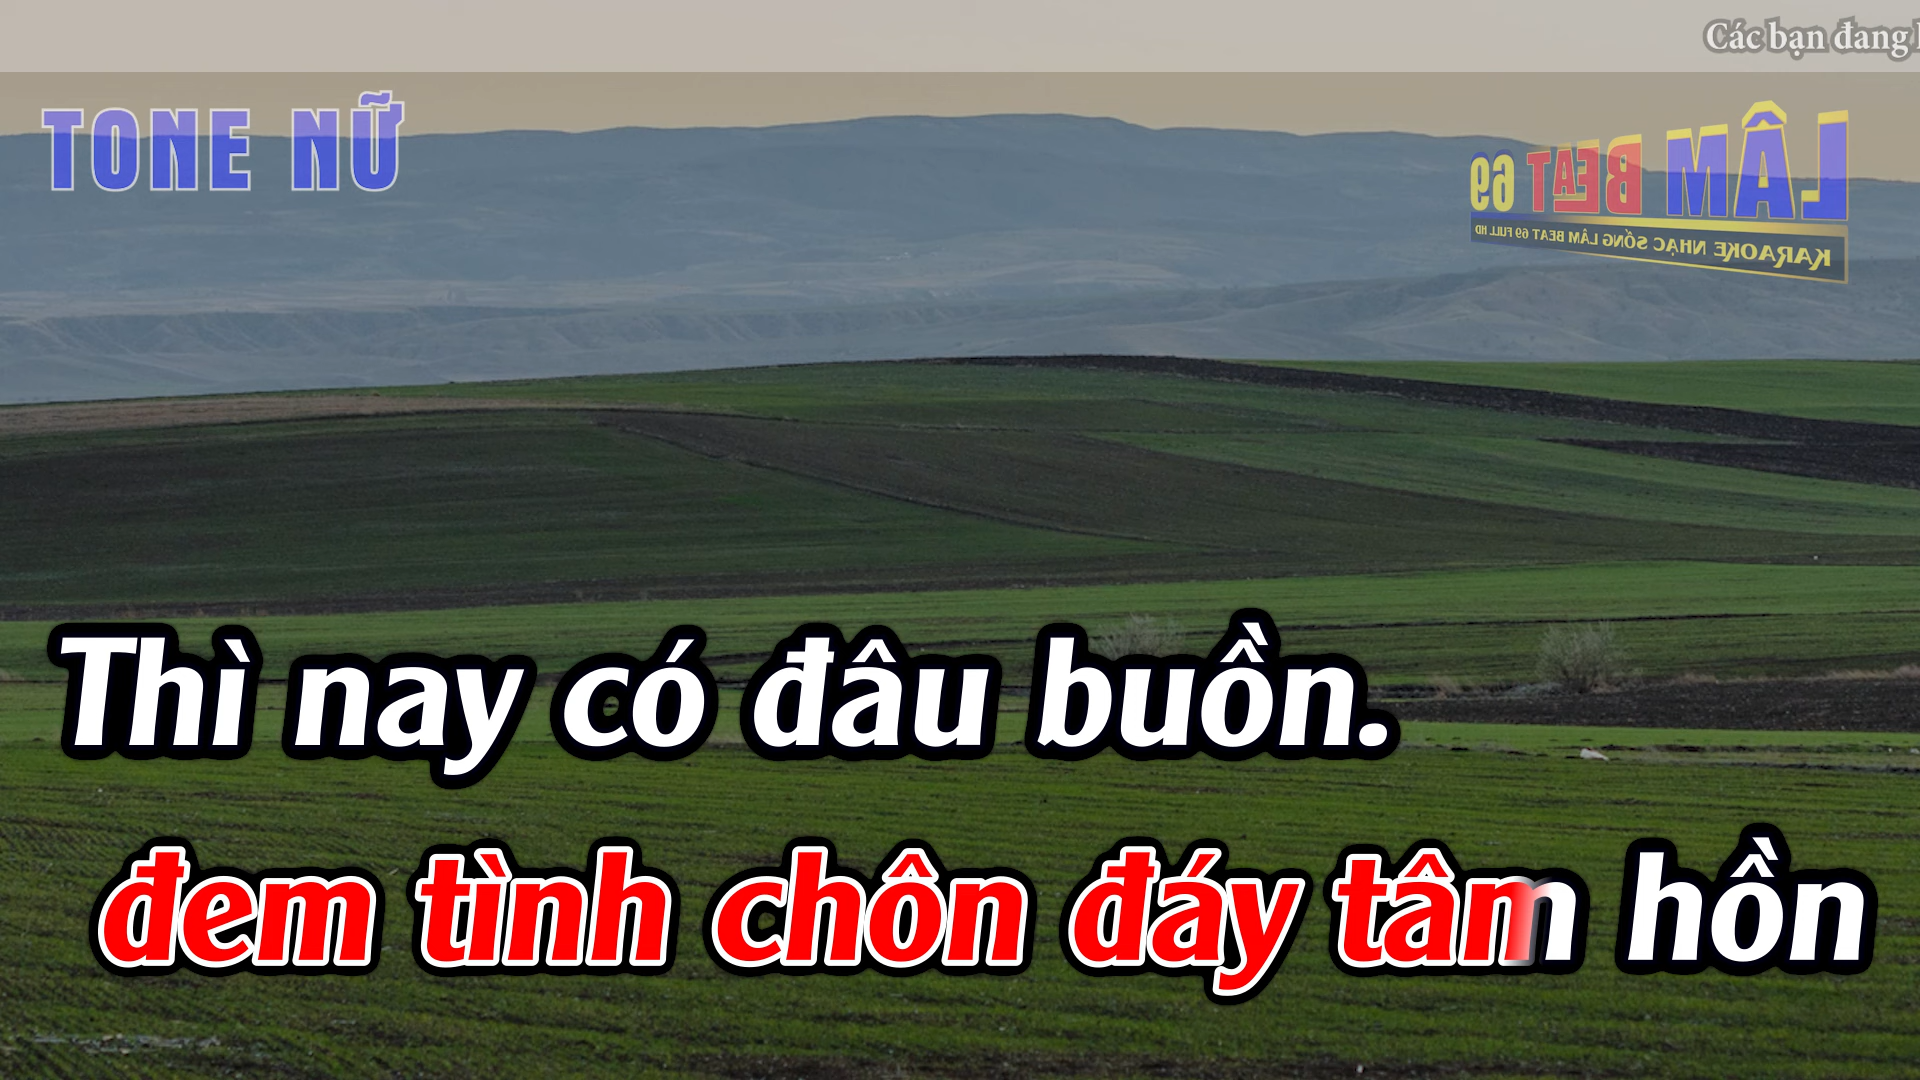 Các bạn đang
TONE NỮ
LÂM BEAT 69
KARAOKE NHẠC SỐNG LÂM BEAT 69 FULL HD
Thì nay có đâu buồn.
đem tình chôn đáy tâm hồn